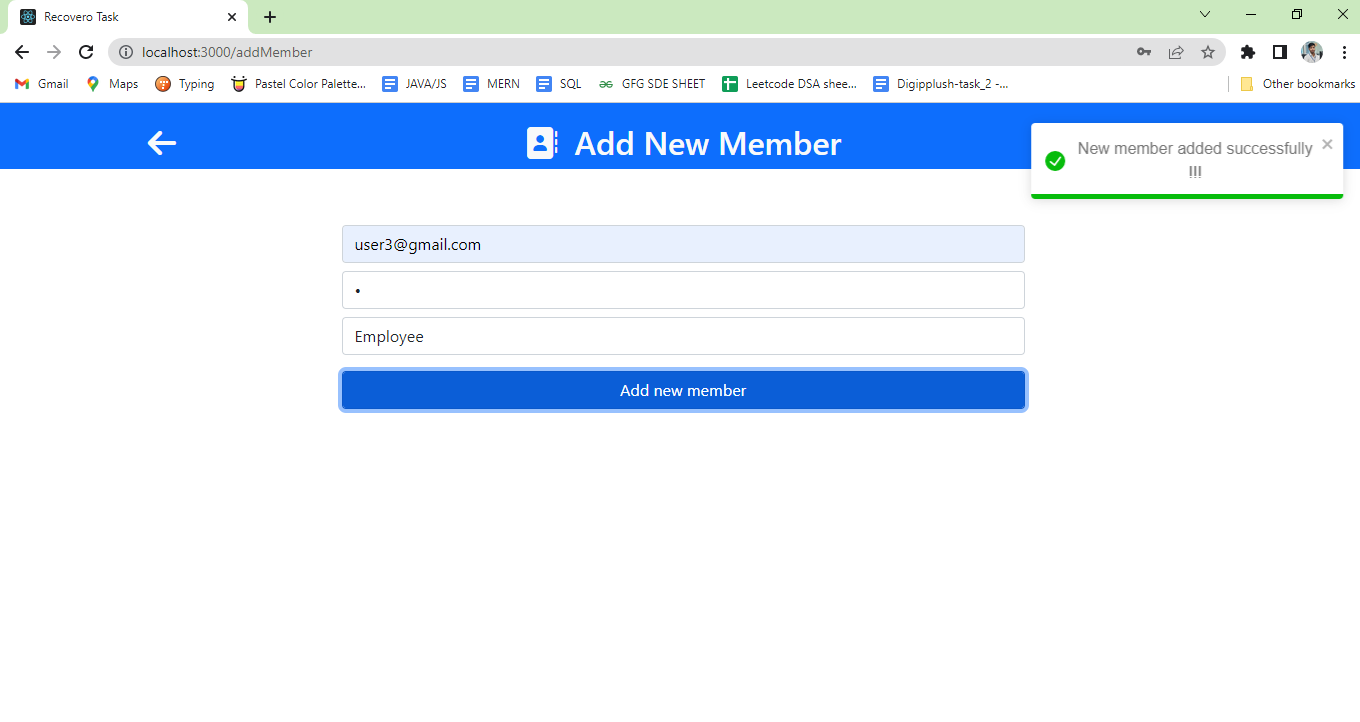 Recovero Task
localhost:3000/addMember
Gmail Maps Typing Pastel Color Palette... JAVA/JS MERN SQL GFG SDE SHEET Leetcode DSA shee... Digipplush-task_2 -... Other bookmarks
Add New Member
New member added successfully
!!!
user3@gmail.com
•
Employee
Add new member